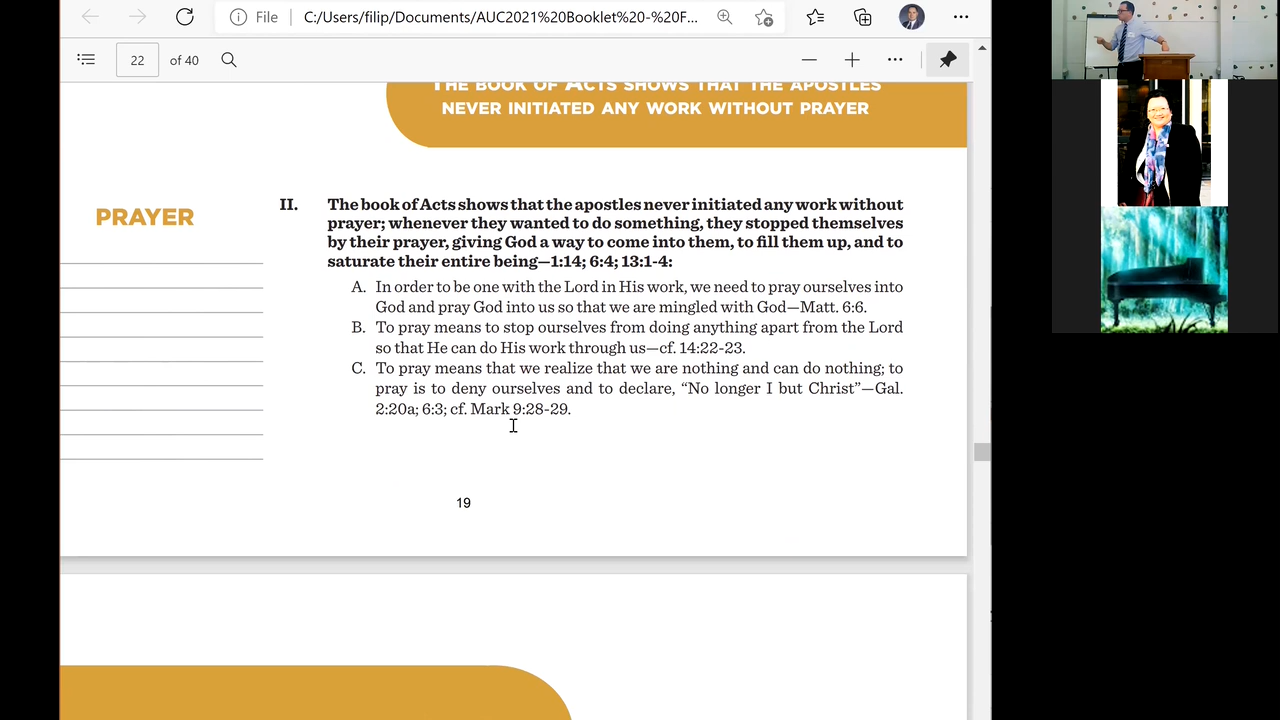 File
C:/Users/filip/Documents/AUC2021%20Booklet%20-%20F...
22 of 40
THE BOOK OF ACTS SHOWS THAT THE APOSTLES
NEVER INITIATED ANY WORK WITHOUT PRAYER
PRAYER
II. The book of Acts shows that the apostles never initiated any work without
prayer; whenever they wanted to do something, they stopped themselves
by their prayer, giving God a way to come into them, to fill them up, and to
saturate their entire being—1:14; 6:4; 13:1-4:
A. In order to be one with the Lord in His work, we need to pray ourselves into
God and pray God into us so that we are mingled with God—Matt. 6:6.
B. To pray means to stop ourselves from doing anything apart from the Lord
so that He can do His work through us—cf. 14:22-23.
C. To pray means that we realize that we are nothing and can do nothing; to
pray is to deny ourselves and to declare, “No longer I but Christ”—Gal.
2:20a; 6:3; cf. Mark 9:28-29.
19